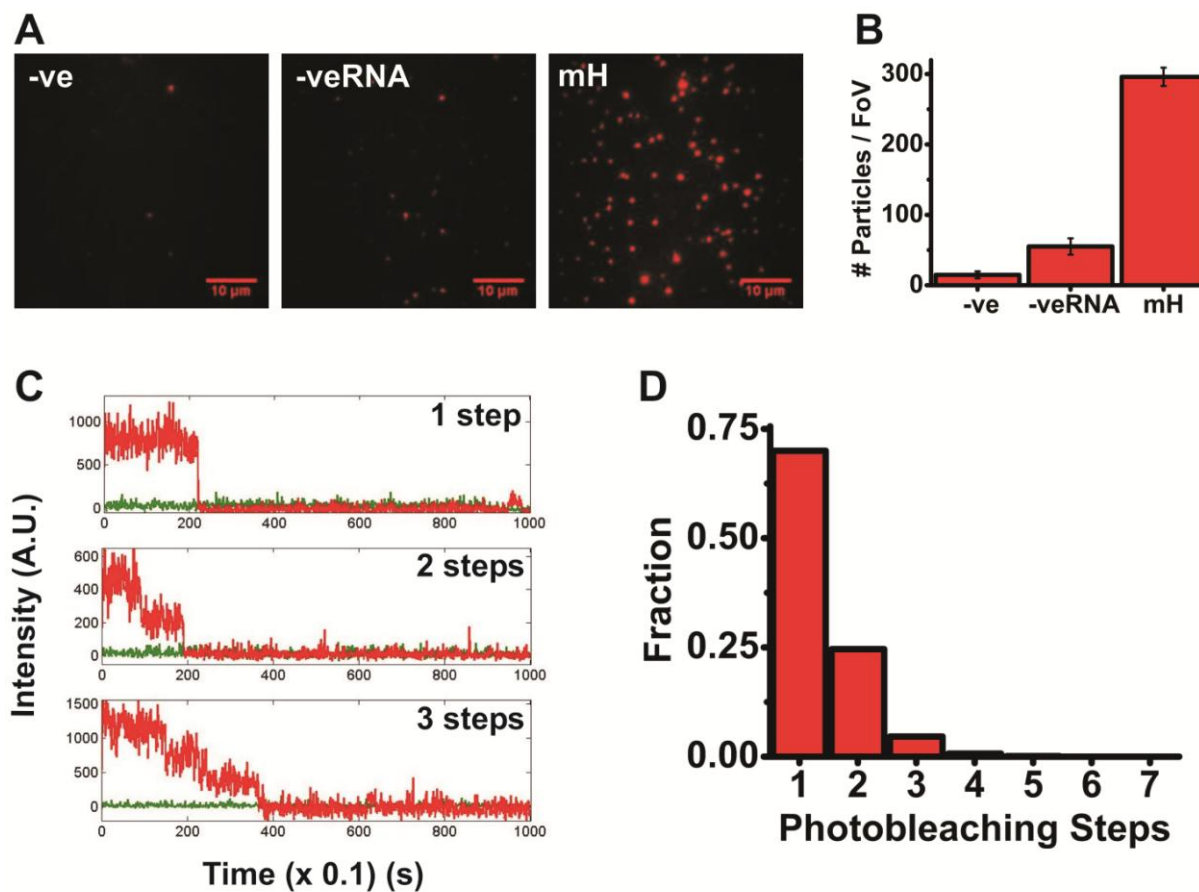 A
-ve
-veRNA
mH
10 µm
10 µm
10 µm
B
# Particles / FoV
300
200
100
0
-ve
-veRNA
mH
C
Intensity (A.U.)
1 step
1000
500
0
0
200
400
600
800
1000
2 steps
600
400
200
0
0
200
400
600
800
1000
3 steps
1500
1000
500
0
0
200
400
600
800
1000
Time (x 0.1) (s)
D
Fraction
0.75
0.50
0.25
0.00
1
2
3
4
5
6
7
Photobleaching Steps